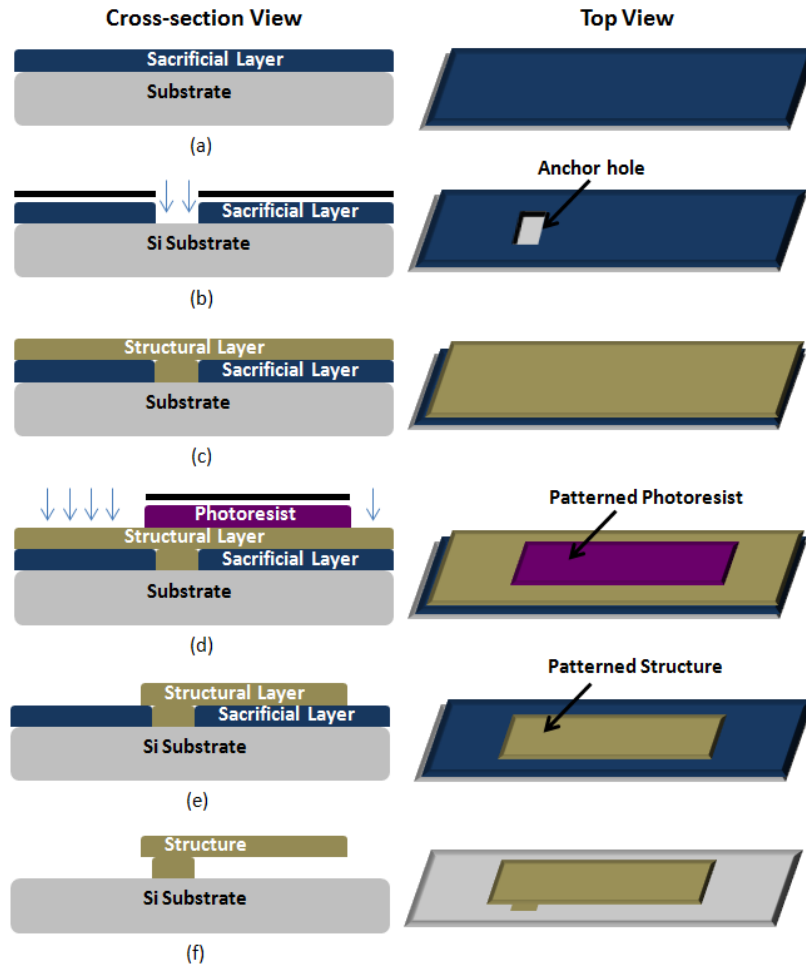 Cross-section View
Top View
Sacrificial Layer
Substrate
(a)
Anchor hole
Sacrificial Layer
Si Substrate
(b)
Structural Layer
Sacrificial Layer
Substrate
(c)
Photoresist
Patterned Photoresist
Structural Layer
Sacrificial Layer
Substrate
(d)
Patterned Structure
Structural Layer
Sacrificial Layer
Si Substrate
(e)
Structure
Si Substrate
(f)